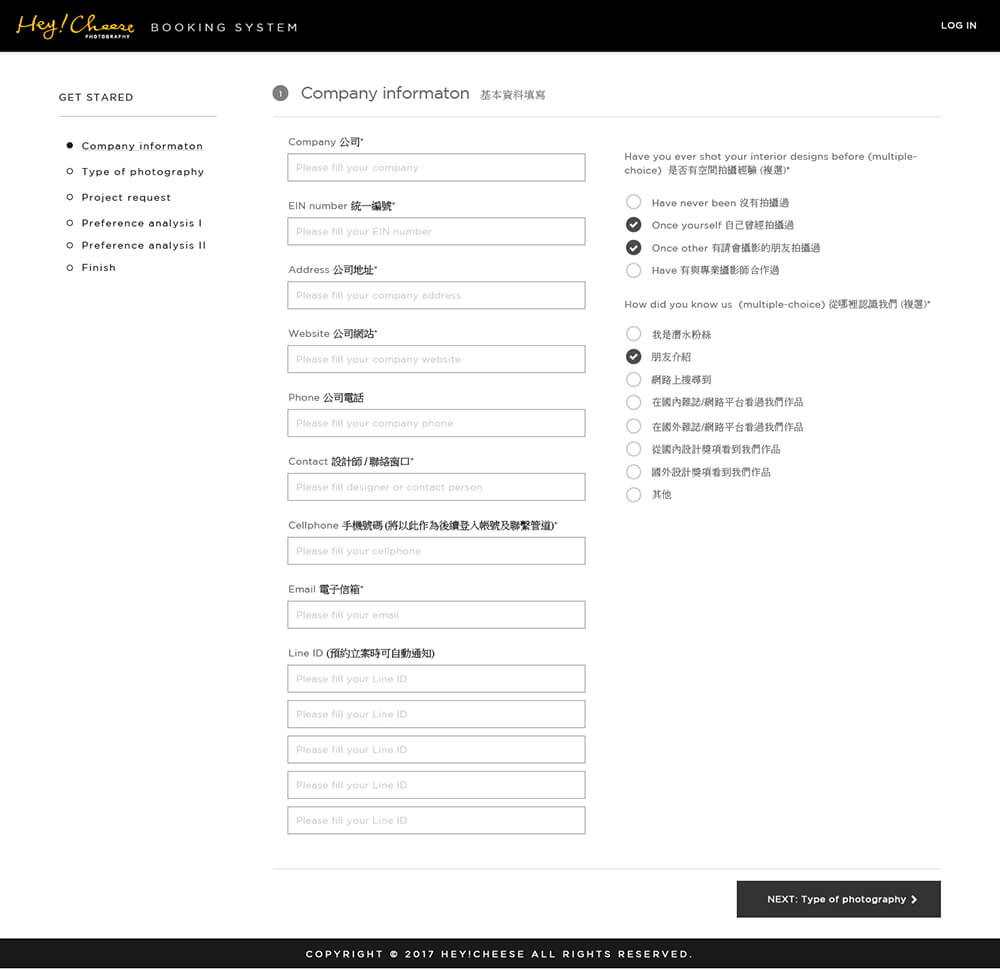 Hey! Cheese
PHOTOGRAPHY
BOOKING SYSTEM
LOG IN
GET STARED
Company informaton
Type of photography
Project request
Preference analysis I
Preference analysis II
Finish
1 Company informaton 基本資料填寫
Company 公司*
Please fill your company
EIN number 統一編號*
Please fill your EIN number
Address 公司地址*
Please fill your company address
Website 公司網站*
Please fill your company website
Phone 公司電話
Please fill your company phone
Contact 設計師 / 聯絡窗口*
Please fill designer or contact person
Cellphone 手機號碼 (將以此作為後續登入帳號及聯繫管道)*
Please fill your cellphone
Email 電子信箱*
Please fill your email
Line ID (預約立案時可自動通知)
Please fill your Line ID
Please fill your Line ID
Please fill your Line ID
Please fill your Line ID
Please fill your Line ID
Have you ever shot your interior designs before (multiple-
choice) 是否有空間拍攝經驗 (複選)*
Have never been 沒有拍攝過
Once yourself 自己曾經拍攝過
Once other 有請會攝影的朋友拍攝過
Have 有與專業攝影師合作過
How did you know us (multiple-choice) 從哪裡認識我們 (複選)*
我是潛水粉絲
朋友介紹
網路上搜尋到
在國內雜誌/網路平台看過我們作品
在國外雜誌/網路平台看過我們作品
從國內設計獎項看到我們作品
國外設計獎項看到我們作品
其他
NEXT: Type of photography >
COPYRIGHT © 2017 HEY!CHEESE ALL RIGHTS RESERVED.